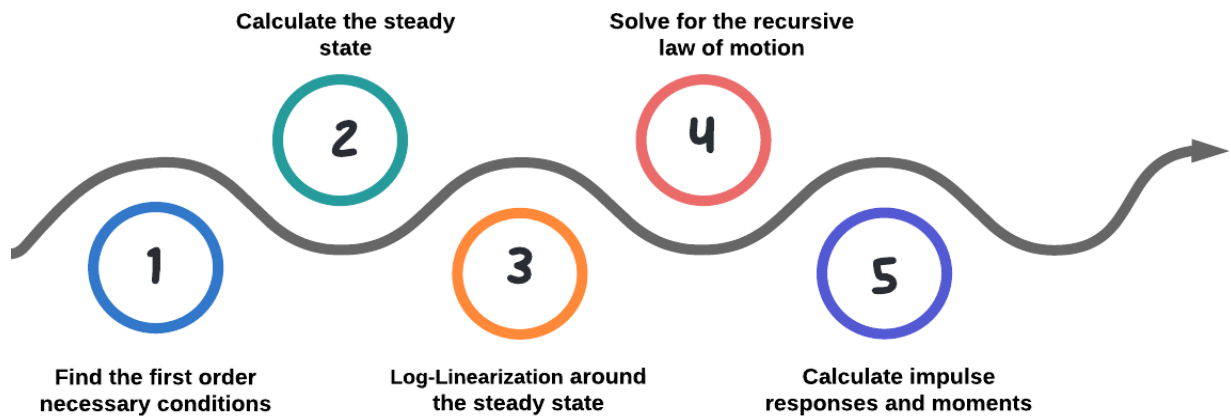 Calculate the steady
state
Solve for the recursive
law of motion
2
4
1
3
5
Find the first order
necessary conditions
Log-Linearization around
the steady state
Calculate impulse
responses and moments